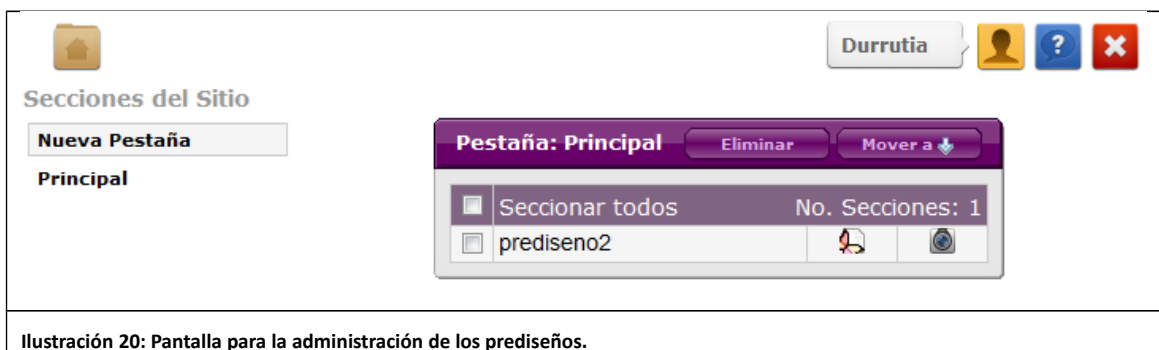 Durrutia
Secciones del Sitio
Nueva Pestaña
Principal
Pestaña: Principal Eliminar Mover a
Seccionar todos No. Secciones: 1
prediseno2
Ilustración 20: Pantalla para la administración de los prediseños.